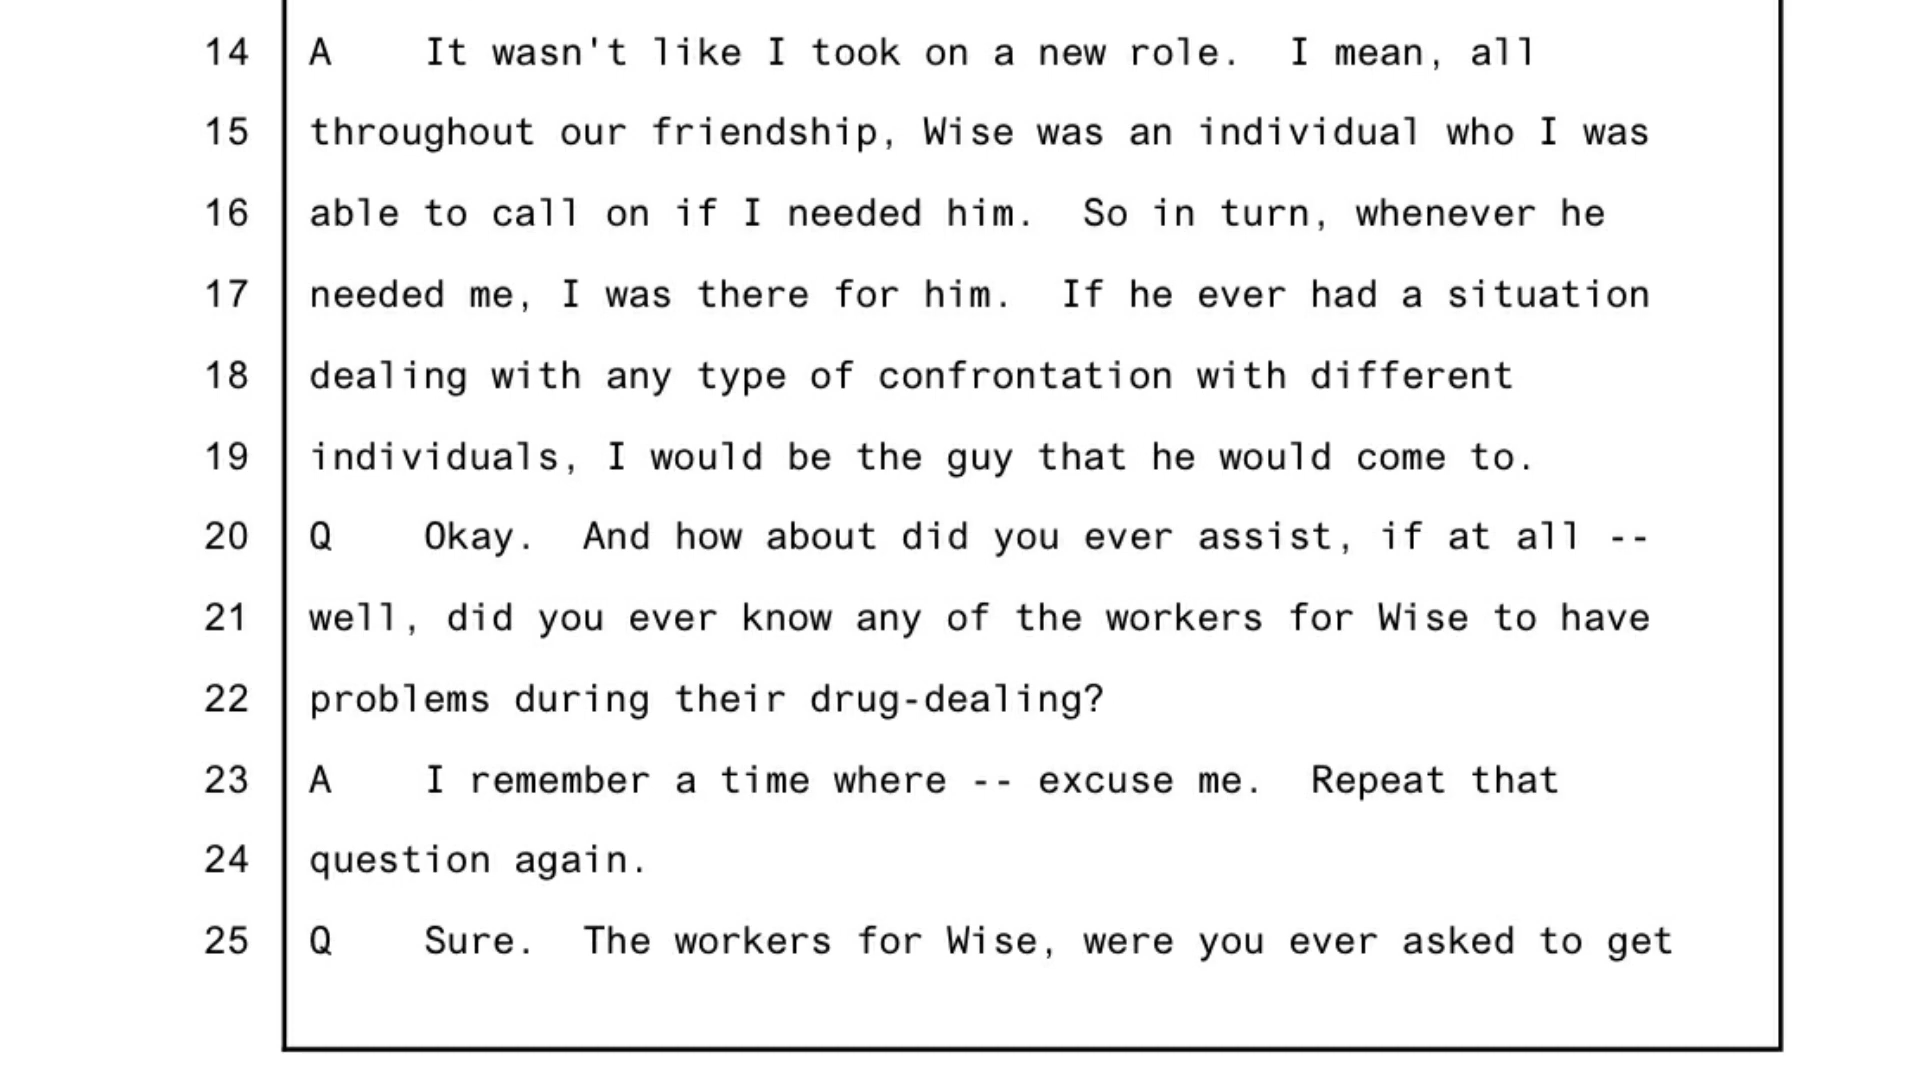 14 A It wasn't like I took on a new role. I mean, all
15 throughout our friendship, Wise was an individual who I was
16 able to call on if I needed him. So in turn, whenever he
17 needed me, I was there for him. If he ever had a situation
18 dealing with any type of confrontation with different
19 individuals, I would be the guy that he would come to.
20 Q Okay. And how about did you ever assist, if at all --
21 well, did you ever know any of the workers for Wise to have
22 problems during their drug-dealing?
23 A I remember a time where -- excuse me. Repeat that
24 question again.
25 Q Sure. The workers for Wise, were you ever asked to get